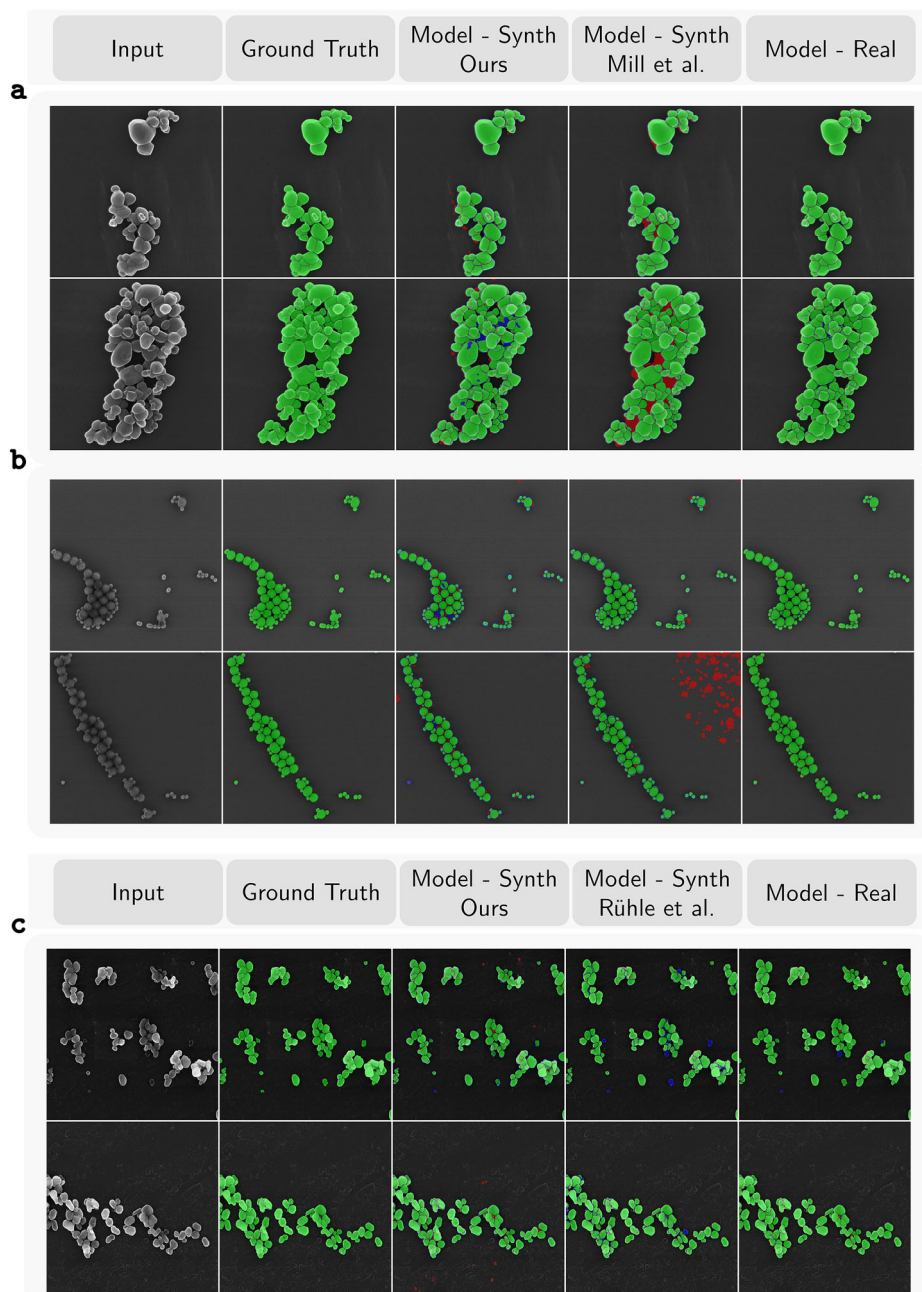 Input
Ground Truth
Model - Synth
Ours
Model - Synth
Mill et al.
Model - Real
a
b
Input
Ground Truth
Model - Synth
Ours
Model - Synth
Rühle et al.
Model - Real
c